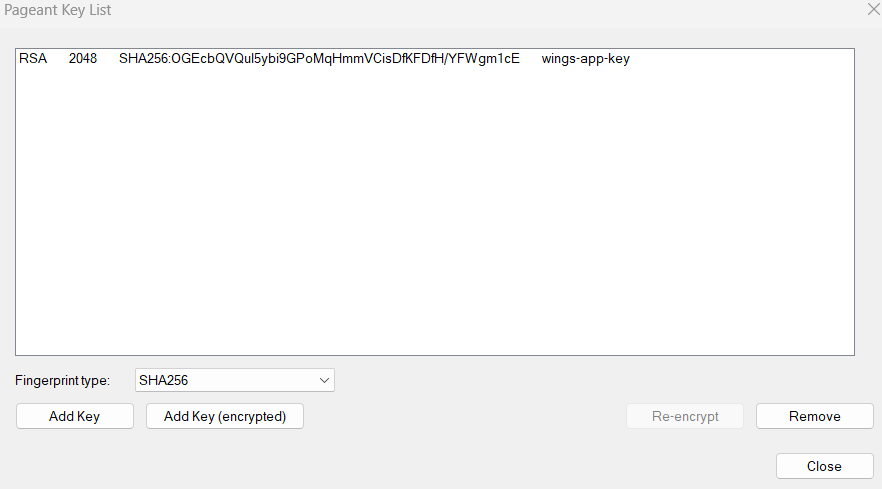 Pageant Key List
RSA 2048 SHA256:OGEcbQVQul5ybi9GPoMqHmmVCisDfKFDfH/YFWgm1cE wings-app-key
Fingerprint type: SHA256
Add Key Add Key (encrypted) Re-encrypt Remove
Close